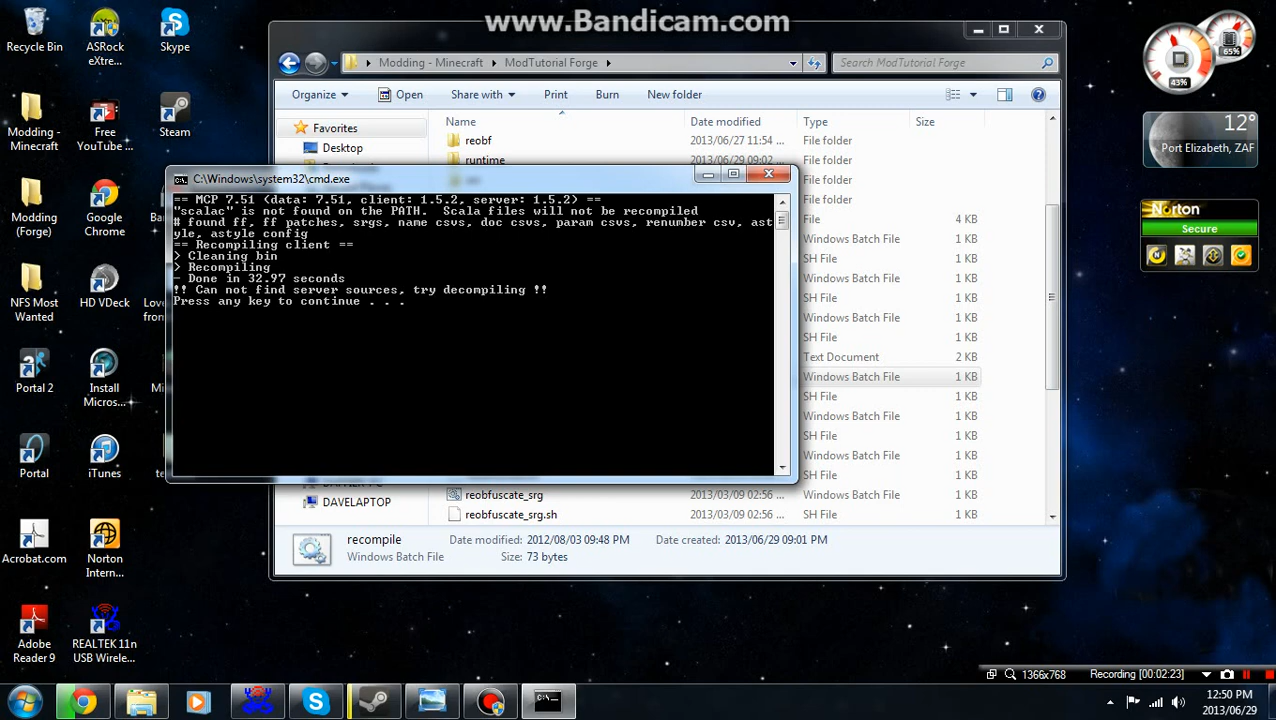 www.Bandicam.com
Recycle Bin
ASRock eXtre...
Skype
Modding - Minecraft
Free YouTube ...
Steam
Modding (Forge)
Google Chrome
NFS Most Wanted
HD VDeck
Portal 2
Install Micros...
Portal
iTunes
Acrobat.com
Norton Intern...
Adobe Reader 9
REALTEK 11n USB Wirele...
Modding - Minecraft
ModTutorial Forge
Search ModTutorial Forge
Organize
Open
Share with
Print
Burn
New folder
Favorites
Desktop
Name
Date modified
Type
Size
reobf
2013/06/27 11:54 ...
File folder
runtime
2013/06/29 09:02 ...
File folder
File folder
File folder
File 4 KB
Windows Batch File 1 KB
SH File 1 KB
Windows Batch File 1 KB
SH File 1 KB
Windows Batch File 1 KB
SH File 1 KB
Text Document 2 KB
Windows Batch File 1 KB
SH File 1 KB
Windows Batch File 1 KB
SH File 1 KB
Windows Batch File 1 KB
SH File 1 KB
DAVELAPTOP
reobfuscate_srg 2013/03/09 02:56 ... Windows Batch File 1 KB
reobfuscate_srg.sh 2013/03/09 02:56 ... SH File 1 KB
recompile Date modified: 2012/08/03 09:48 PM Date created: 2013/06/29 09:01 PM
Windows Batch File Size: 73 bytes
C:\Windows\system32\cmd.exe
== MCP 7.51 (data: 7.51, client: 1.5.2, server: 1.5.2) ==
"scalac" is not found on the PATH.  Scala files will not be recompiled
# found ff, ff patches, srgs, name csvs, doc csvs, param csvs, renumber csv, ast
yle, astyle config
== Recompiling client ==
> Cleaning bin
> Recompiling
- Done in 32.97 seconds
!! Can not find server sources, try decompiling !!
Press any key to continue . . .
65%
43%
12°
Port Elizabeth, ZAF
Norton
Secure
1366x768 Recording [00:02:23]
12:50 PM
2013/06/29